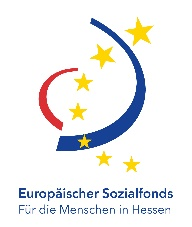 Europäischer Sozialfonds
Für die Menschen in Hessen